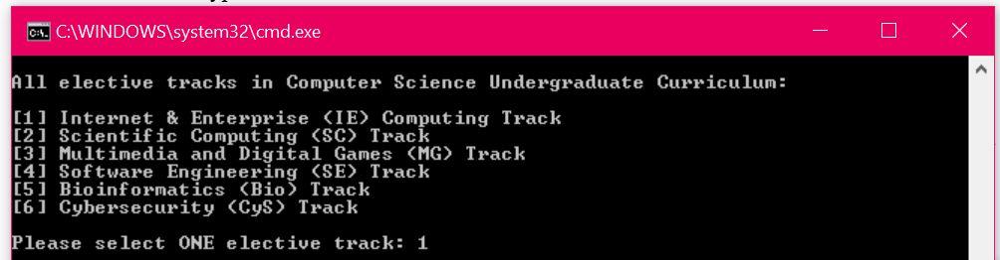 C:\WINDOWS\system32\cmd.exe
All elective tracks in Computer Science Undergraduate Curriculum:
[1] Internet & Enterprise (IE) Computing Track
[2] Scientific Computing (SC) Track
[3] Multimedia and Digital Games (MG) Track
[4] Software Engineering (SE) Track
[5] Bioinformatics (Bio) Track
[6] Cybersecurity (CyS) Track
Please select ONE elective track: 1